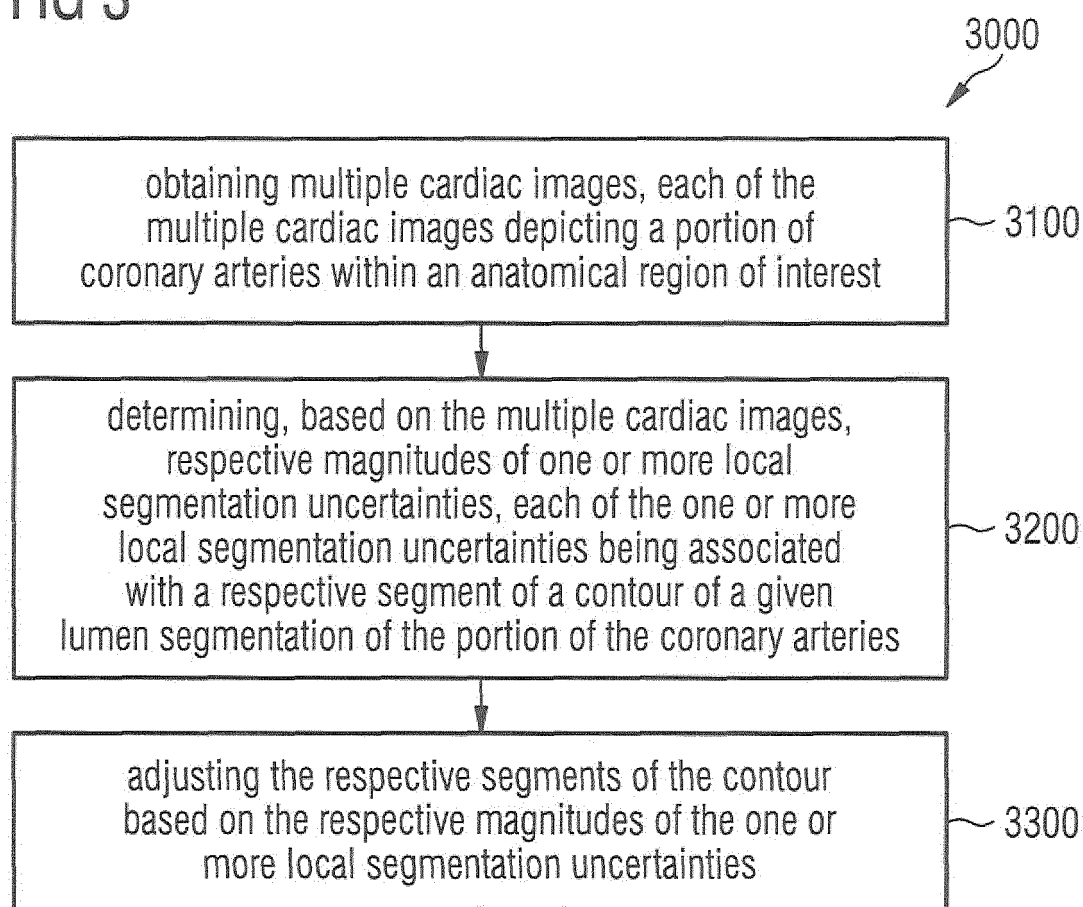 FIG 3
3000
obtaining multiple cardiac images, each of the
multiple cardiac images depicting a portion of
coronary arteries within an anatomical region of interest
3100
determining, based on the multiple cardiac images,
respective magnitudes of one or more local
segmentation uncertainties, each of the one or more
local segmentation uncertainties being associated
with a respective segment of a contour of a given
lumen segmentation of the portion of the coronary arteries
3200
adjusting the respective segments of the contour
based on the respective magnitudes of the one or
more local segmentation uncertainties
3300